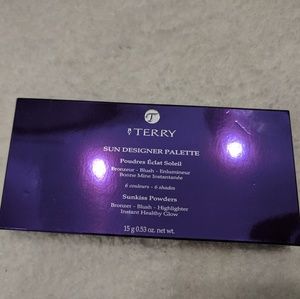 T
BY TERRY
SUN DESIGNER PALETTE
Poudres Éclat Soleil
Bronzeur - Blush - Enlumineur
Bonne Mine Instantanée
6 couleurs - 6 shades
Sunkiss Powders
Bronzer - Blush - Highlighter
Instant Healthy Glow
15 g 0.53 oz. net wt.